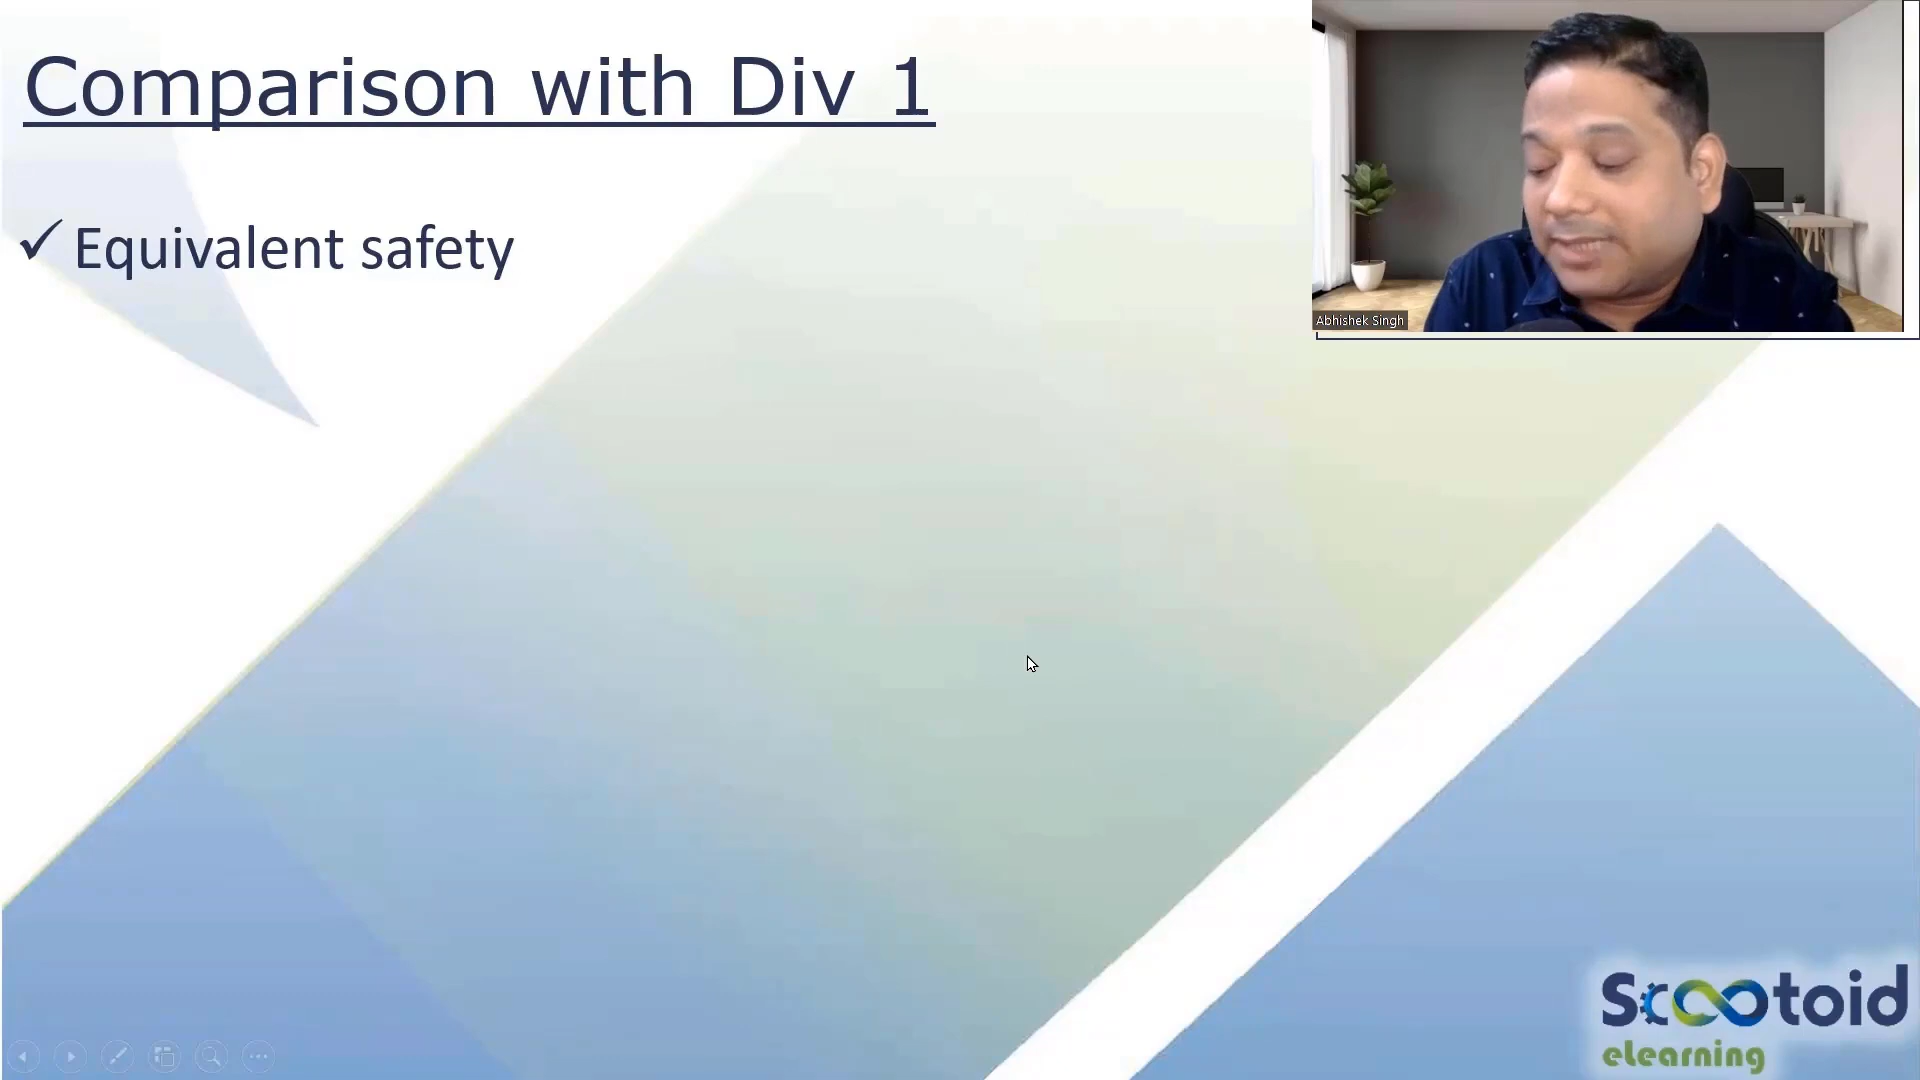 Comparison with Div 1
✓ Equivalent safety
Abhishek Singh
Scootoid
elearning